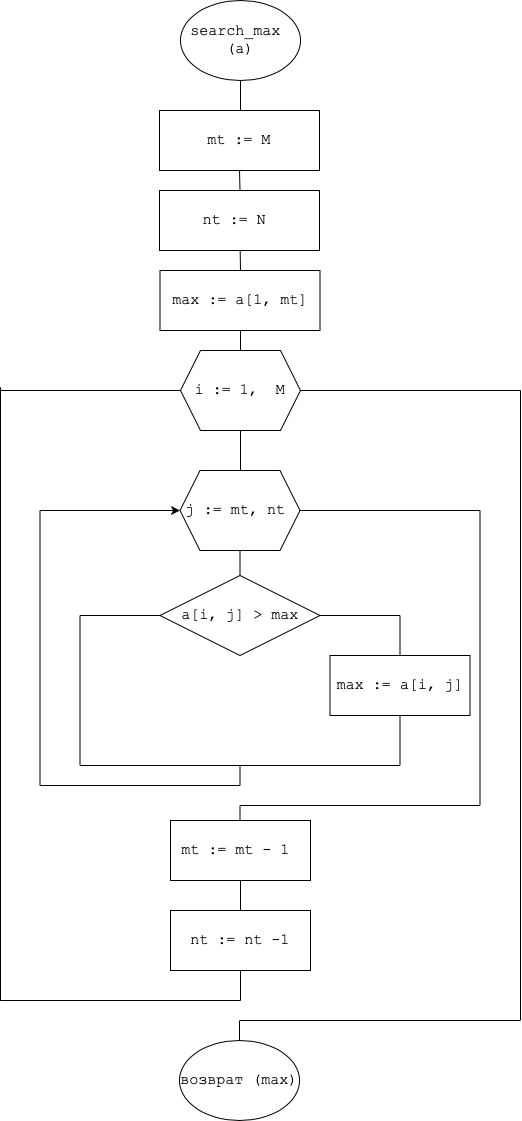 search_max
(a)
mt := M
nt := N
max := a[1, mt]
i := 1,  M
j := mt, nt
a[i, j] > max
max := a[i, j]
mt := mt - 1
nt := nt -1
возврат (max)